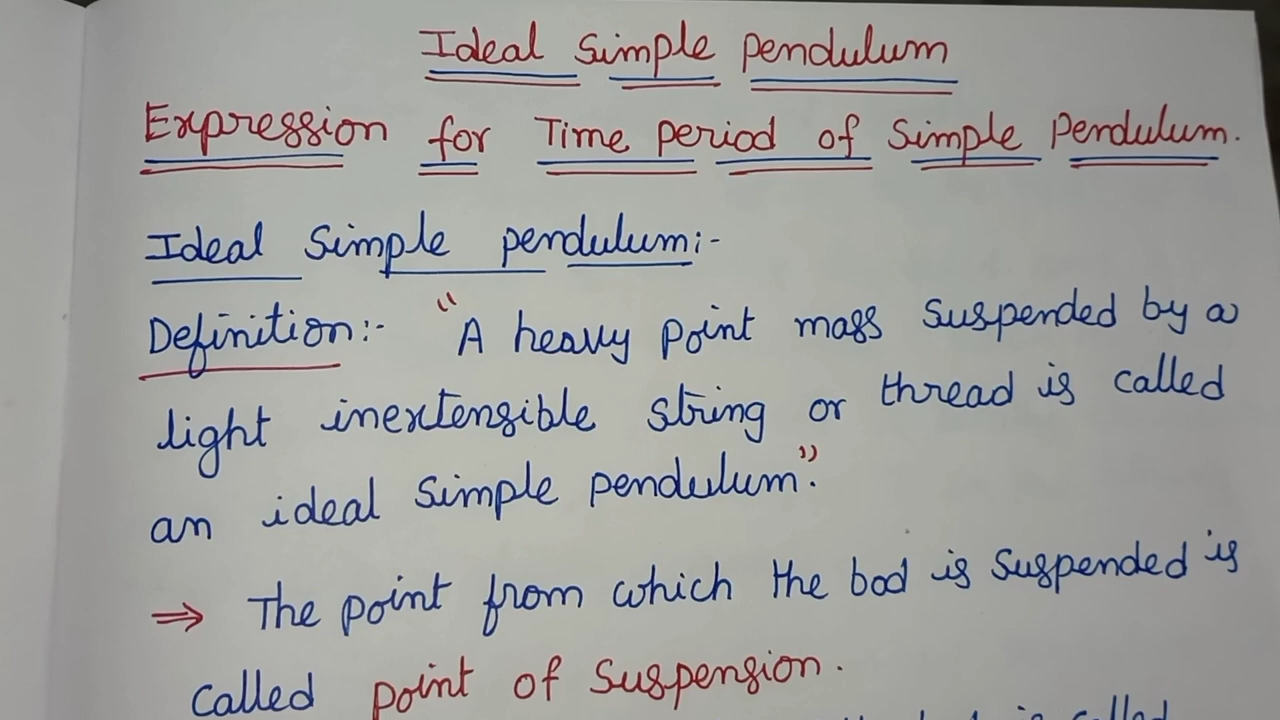 Ideal Simple Pendulum
Expression for Time Period of Simple Pendulum.
Ideal Simple pendulum:-
Definition:- "A heavy point mass suspended by a
light inextensible string or thread is called
an ideal simple pendulum".
⇒ The point from which the bod is suspended is
called point of Suspension.
is called